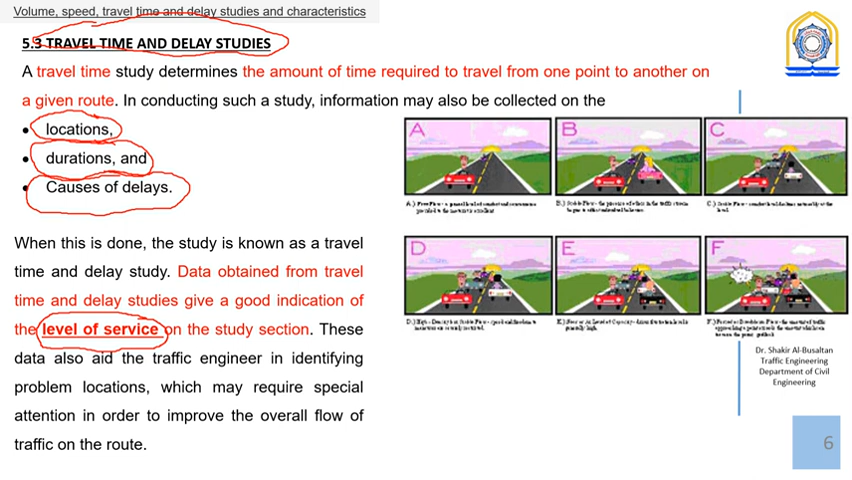 Volume, speed, travel time and delay studies and characteristics
5.3 TRAVEL TIME AND DELAY STUDIES
A travel time study determines the amount of time required to travel from one point to another on
a given route. In conducting such a study, information may also be collected on the
• locations,
• durations, and
• Causes of delays.
When this is done, the study is known as a travel
time and delay study. Data obtained from travel
time and delay studies give a good indication of
the level of service on the study section. These
data also aid the traffic engineer in identifying
problem locations, which may require special
attention in order to improve the overall flow of
traffic on the route.
A
B
C
D
E
F
Dr. Shakir Al-Busaltan
Traffic Engineering
Department of Civil
Engineering
6